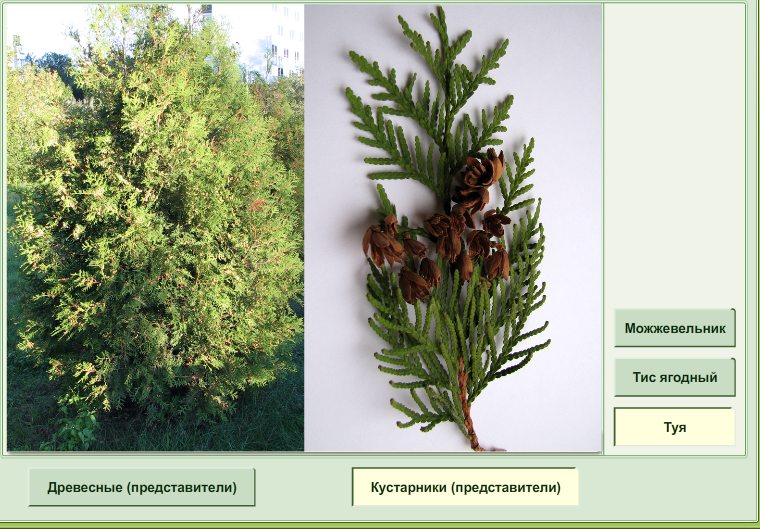 Можжевельник
Тис ягодный
Туя
Древесные (представители)
Кустарники (представители)